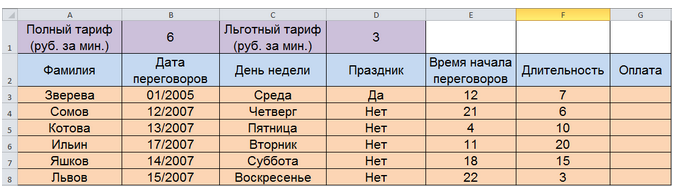 A B C D E F G
1 Полный тариф (руб. за мин.) 6 Льготный тариф (руб. за мин.) 3
2 Фамилия Дата переговоров День недели Праздник Время начала переговоров Длительность Оплата
3 Зверева 01/2005 Среда Да 12 7
4 Сомов 12/2007 Четверг Нет 21 6
5 Котова 13/2007 Пятница Нет 4 10
6 Ильин 17/2007 Вторник Нет 11 20
7 Яшков 14/2007 Суббота Нет 18 15
8 Львов 15/2007 Воскресенье Нет 22 3